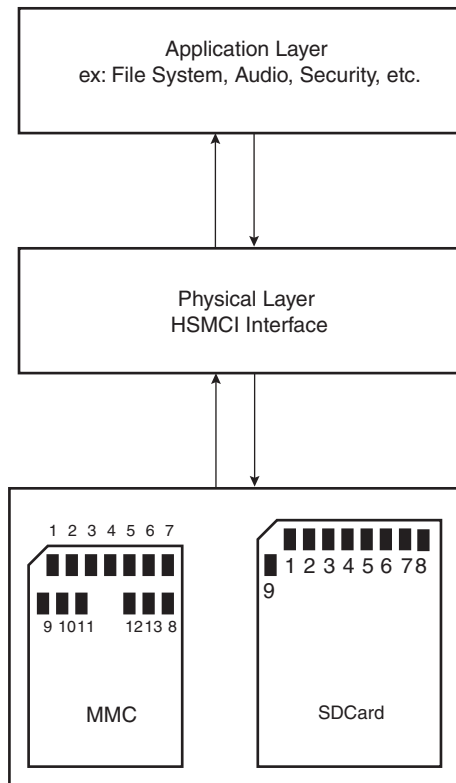 Application Layer
ex: File System, Audio, Security, etc.
Physical Layer
HSMCI Interface
1 2 3 4 5 6 7
9 10 11 12 13 8
MMC
1 2 3 4 5 6 7 8
9
SDCard